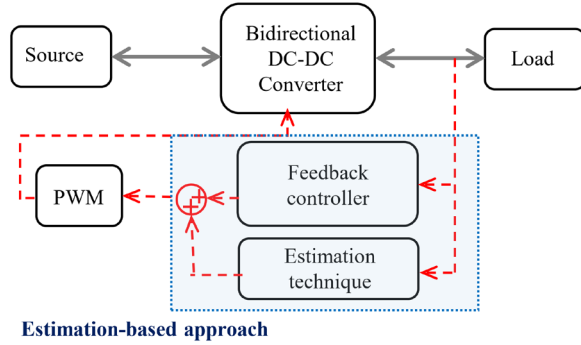 Source
Bidirectional
DC-DC
Converter
Load
PWM
+
+
Feedback
controller
Estimation
technique
Estimation-based approach